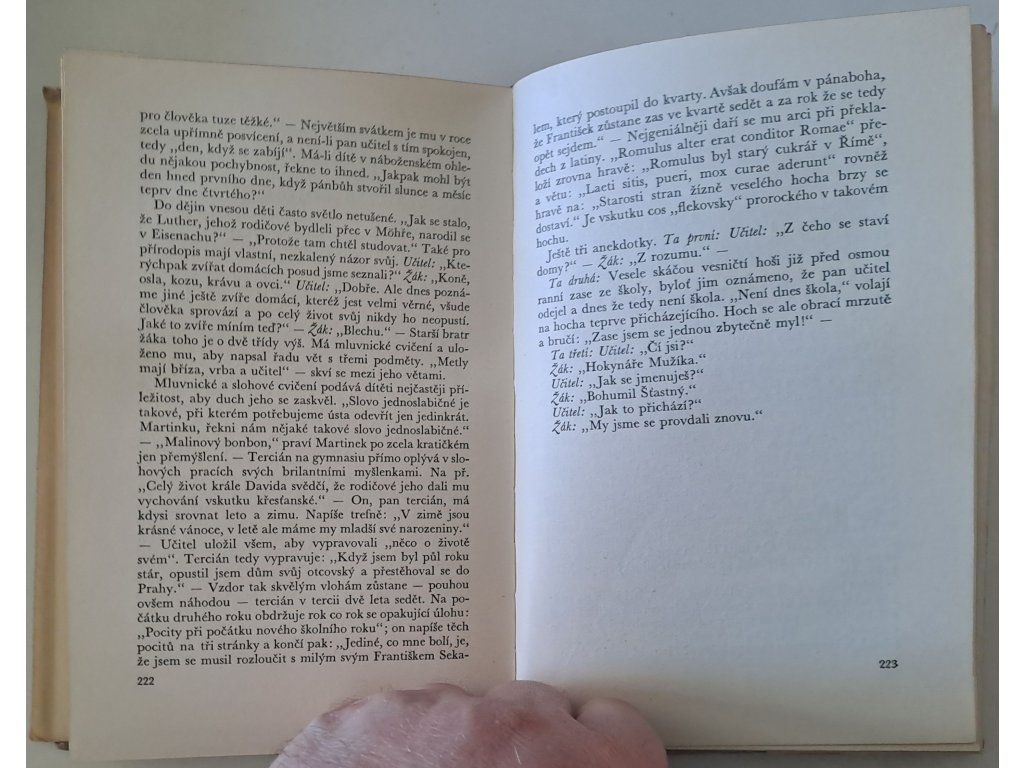 pro člověka tuze těžké.“ — Největším svátkem je mu v roce
zcela upřímně posvícení, a není-li pan učitel s tím spokojen,
tedy „den, když se zabíjí“. Má-li dítě v náboženském ohle-
du nějakou pochybnost, řekne to ihned. „Jakpak mohl být
den hned prvního dne, když pánbůh stvořil slunce a měsíc
teprv dne čtvrtého?“
Do dějin vnesou děti často světlo netušené. „Jak se stalo,
že Luther, jehož rodičové bydleli přec v Möhře, narodil se
v Eisenachu?“ — „Protože tam chtěl studovat.“ Také pro
přírodopis mají vlastní, nezkalený názor svůj. Učitel: „Kte-
rýchpak zvířat domácích posud jsme seznali?“ Žák: „Koně,
osla, kozu, krávu a ovci.“ Učitel: „Dobře. Ale dnes pozná-
me jiné ještě zvíře domácí, kteréž jest velmi věrné, všude
člověka sprovází a po celý život svůj nikdy ho neopustí.
Jaké to zvíře míním teď?“ — Žák: „Blechu.“ — Starší bratr
žáka toho je o dvě třídy výš. Má mluvnické cvičení a ulo-
ženo mu, aby napsal řadu vět s třemi podměty. „Metly
mají bříza, vrba a učitel“ — skví se mezi jeho větami.
Mluvnické a slohové cvičení podává dítěti nejčastěji pří-
ležitost, aby duch jeho se zaskvěl. „Slovo jednoslabičné je
takové, při kterém potřebujeme ústa odevřít jen jedinkrát.
Martinku, řekni nám nějaké takové slovo jednoslabičné.“
— „Malinový bonbon,“ praví Martinek po zcela kratičkém
jen přemýšlení. — Tercián na gymnasiu přímo oplývá v slo-
hových pracích svých brilantními myšlenkami. Na př.
„Celý život krále Davida svědčí, že rodičové jeho dali mu
vychování vskutku křesťanské.“ — On, pan tercián, má
kdysi srovnat leto a zimu. Napíše trefně: „V zimě jsou
krásné vánoce, v letě ale máme my mladší své narozeniny.“
— Učitel uložil všem, aby vypravovali „něco o životě
svém“. Tercián tedy vypravuje: „Když jsem byl půl roku
stár, opustil jsem dům svůj otcovský a přestěhoval se do
Prahy.“ — Vzdor tak skvělým vlohám zůstane — pouhou
ovšem náhodou — tercián v tercii dvě leta sedět. Na po-
čátku druhého roku obdržuje rok co rok se opakující úlohu:
„Pocity při počátku nového školního roku“; on napíše těch
pocitů na tři stránky a končí pak: „Jediné, co mne bolí, je,
že jsem se musil rozloučit s milým svým Františkem Seka-
222
lem, který postoupil do kvarty. Avšak doufám v pánaboha,
že František zůstane zas ve kvartě sedět a za rok že se tedy
opět sejdem.“ — Nejgeniálněji daří se mu arci při překla-
dech z latiny. „Romulus alter erat conditor Romae“ pře-
loží zrovna hravě: „Romulus byl starý cukrář v Římě“,
a větu: „Laeti sitis, pueri, mox curae aderunt“ rovněž
hravě na: „Starosti stran žízně veselého hocha brzy se
dostaví.“ Je vskutku cos „flekovsky“ prorockého v takovém
hochu.
Ještě tři anekdotky. Ta první: Učitel: „Z čeho se staví
domy?“ — Žák: „Z rozumu.“ —
Ta druhá: Vesele skáčou vesničtí hoši již před osmou
ranní zase ze školy, byloť jim oznámeno, že pan učitel
odejel a dnes že tedy není škola. „Není dnes škola,“ volají
na hocha teprve přicházejícího. Hoch se ale obrací mrzutě
a bručí: „Zase jsem se jednou zbytečně myl!“ —
Ta třetí: Učitel: „Čí jsi?“
Žák: „Hokynáře Mužíka.“
Učitel: „Jak se jmenuješ?“
Žák: „Bohumil Šťastný.“
Učitel: „Jak to přichází?“
Žák: „My jsme se provdali znovu.“
223